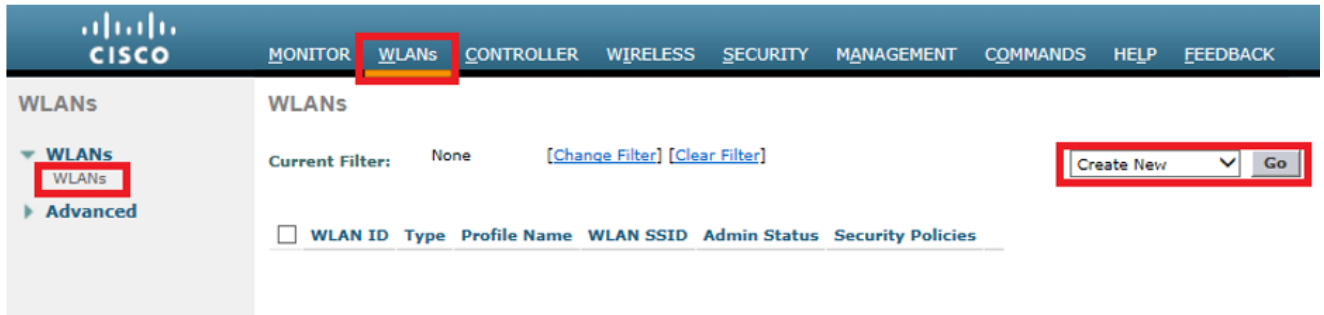 CISCO
MONITOR WLANs CONTROLLER WIRELESS SECURITY MANAGEMENT COMMANDS HELP FEEDBACK
WLANs
WLANs
WLANs
Advanced
WLANs
Current Filter: None [Change Filter] [Clear Filter]
Create New Go
WLAN ID Type Profile Name WLAN SSID Admin Status Security Policies